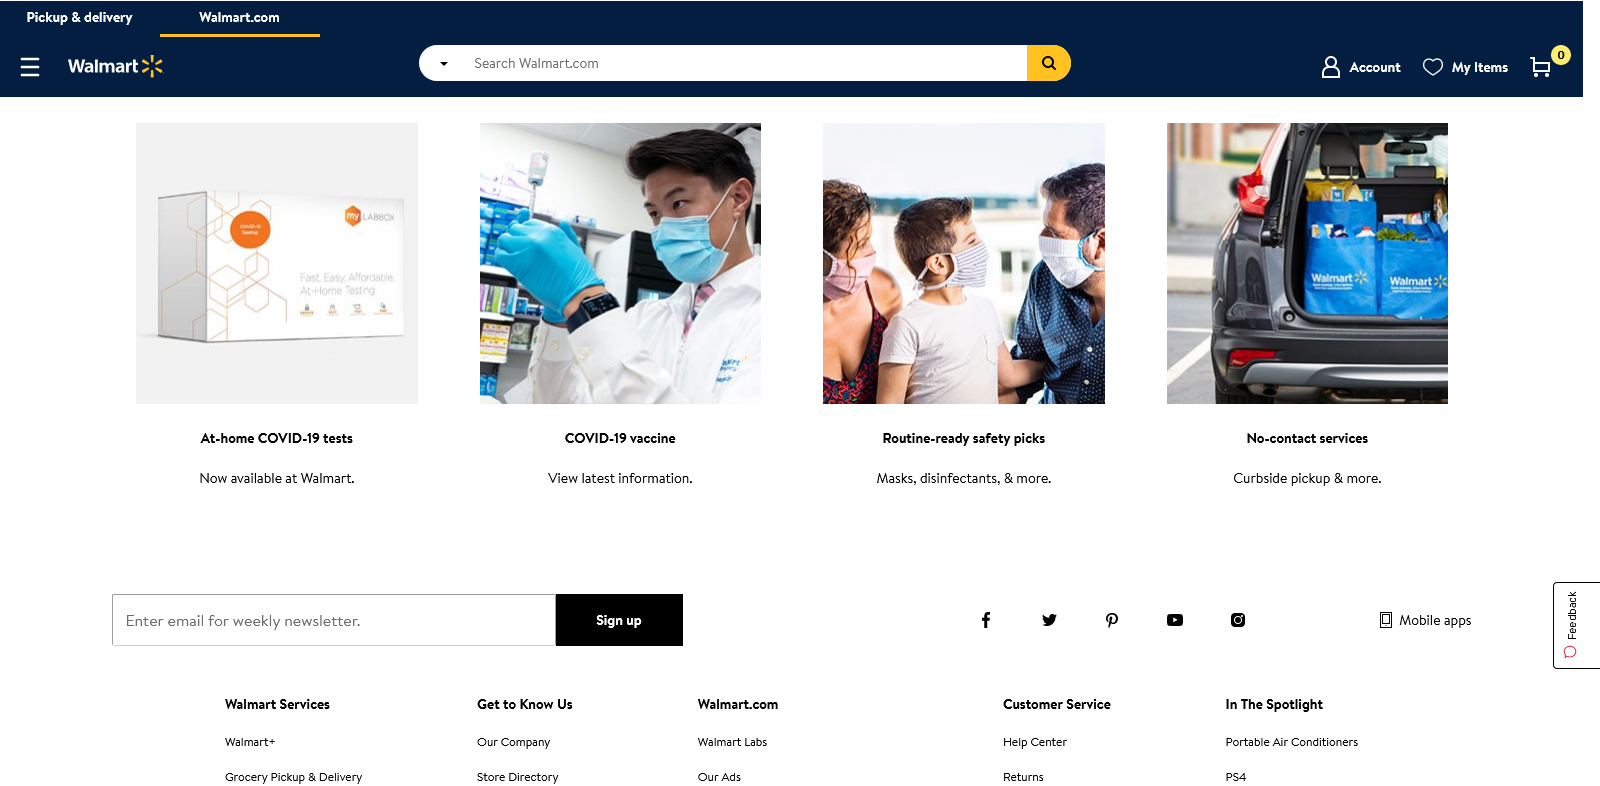 Pickup & delivery
Walmart.com
Walmart
Search Walmart.com
Account
My Items
0
my LABBOX
COVID-19
Testing
Fast, Easy, Affordable.
At-Home Testing
Walmart
Walmart
At-home COVID-19 tests
COVID-19 vaccine
Routine-ready safety picks
No-contact services
Now available at Walmart.
View latest information.
Masks, disinfectants, & more.
Curbside pickup & more.
Enter email for weekly newsletter.
Sign up
Mobile apps
Feedback
Walmart Services
Get to Know Us
Walmart.com
Customer Service
In The Spotlight
Walmart+
Our Company
Walmart Labs
Help Center
Portable Air Conditioners
Grocery Pickup & Delivery
Store Directory
Our Ads
Returns
PS4